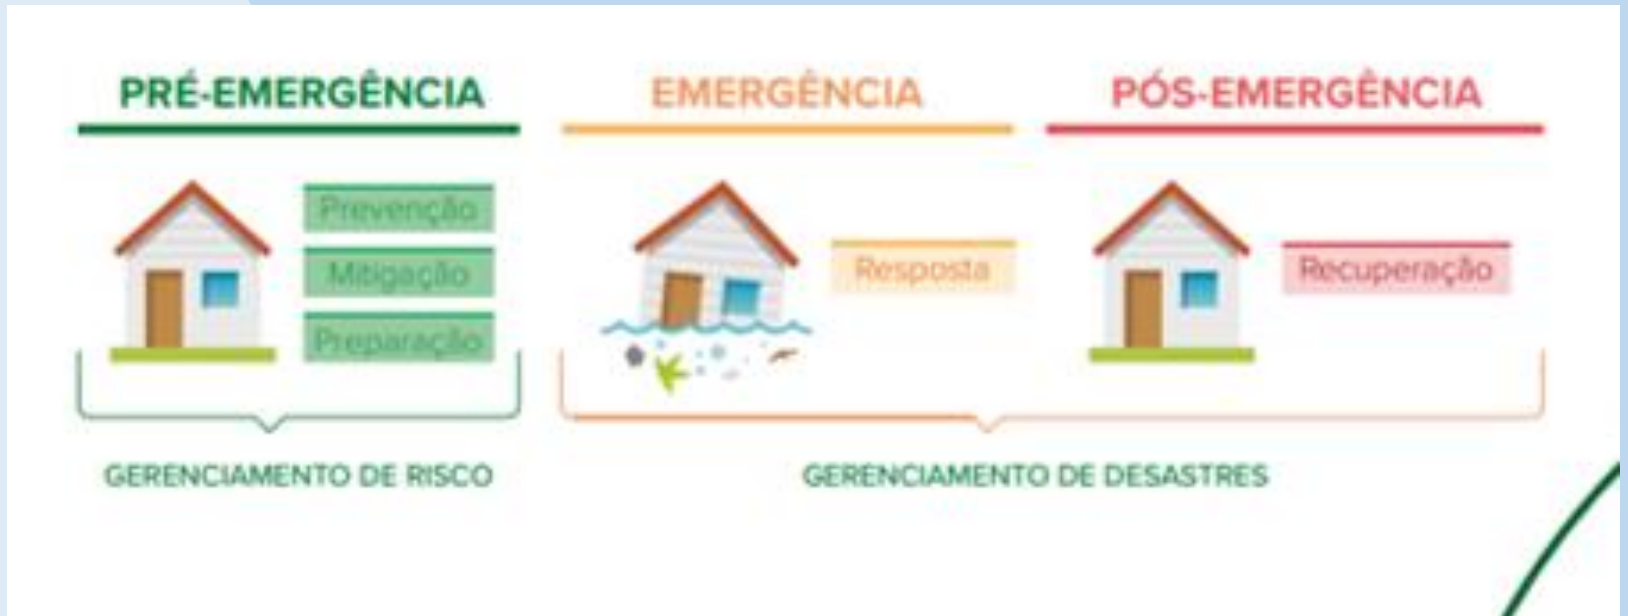 PRÉ-EMERGÊNCIA
Prevenção
Mitigação
Preparação
GERENCIAMENTO DE RISCO
EMERGÊNCIA
Resposta
PÓS-EMERGÊNCIA
Recuperação
GERENCIAMENTO DE DESASTRES